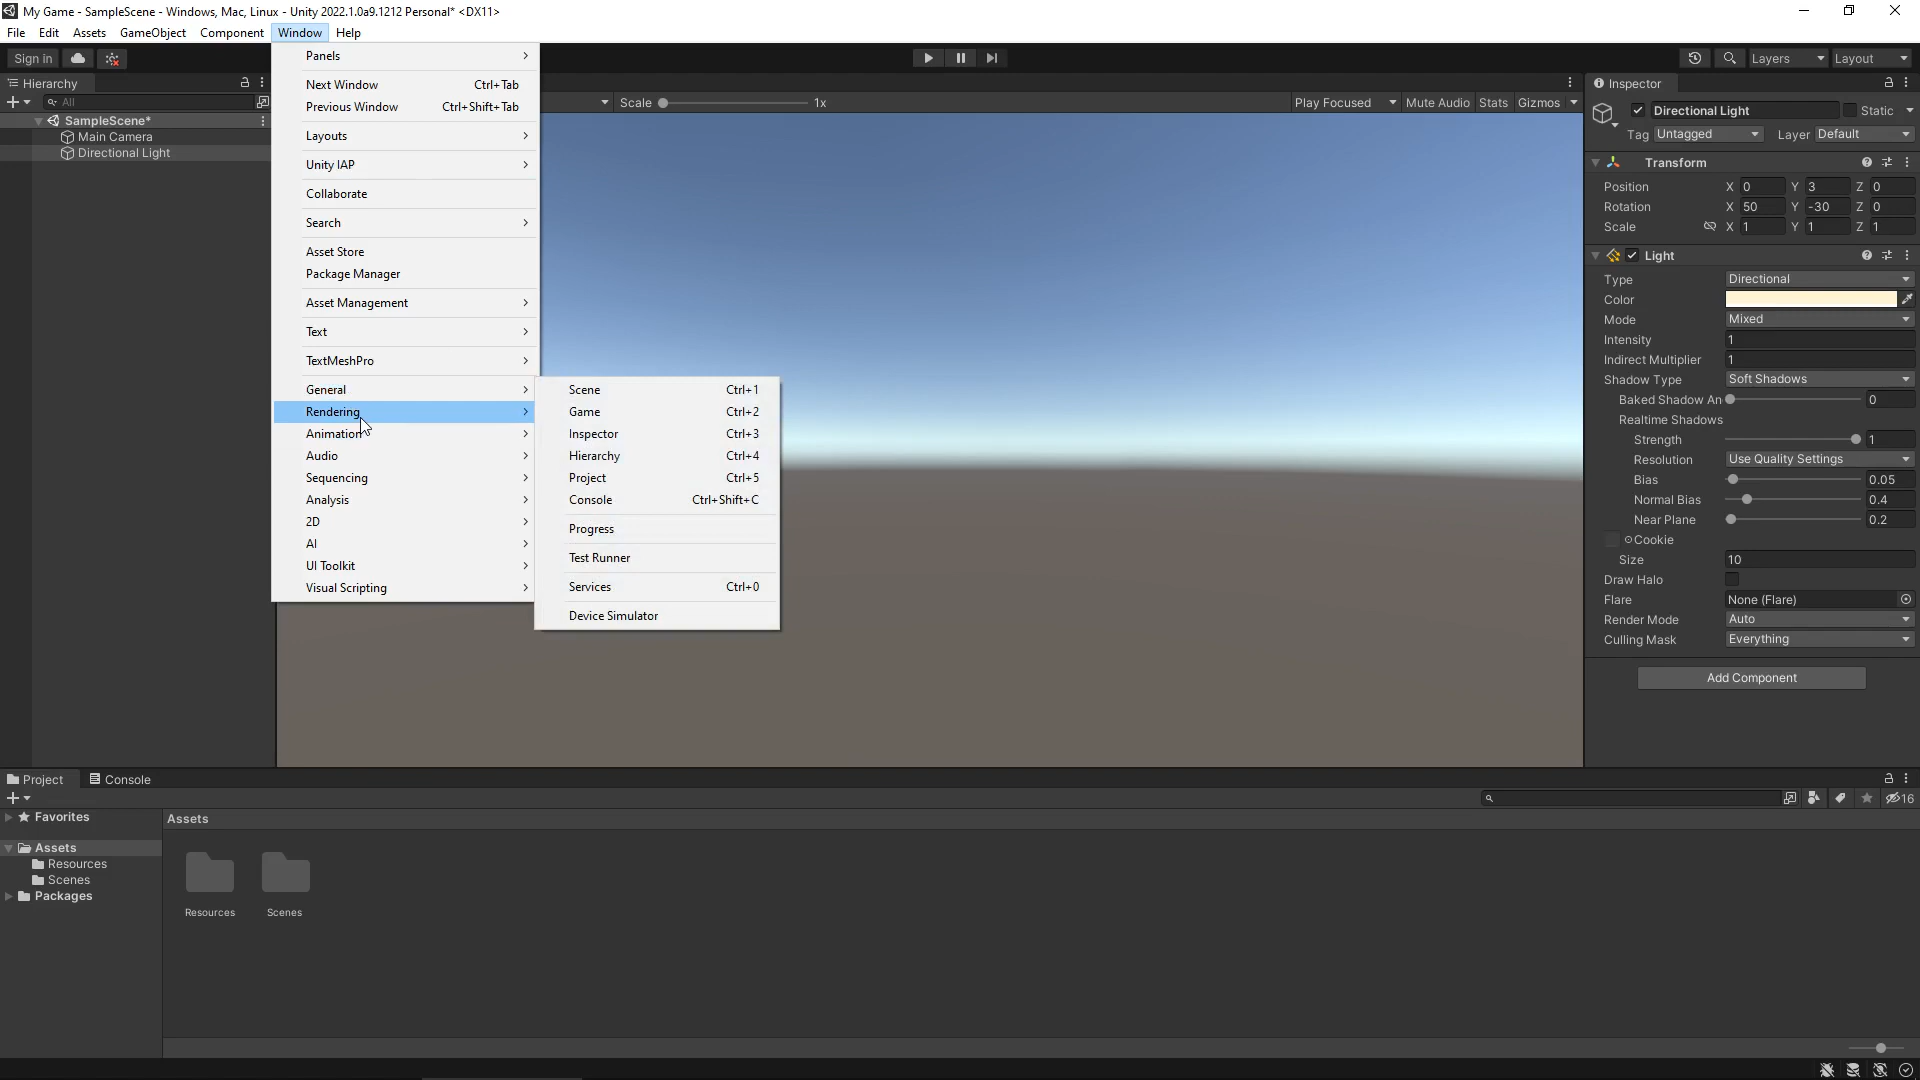 My Game - SampleScene - Windows, Mac, Linux - Unity 2022.1.0a9.1212 Personal* <DX11>
File Edit Assets GameObject Component Window Help
Sign in
Layers
Layout
Hierarchy
All
SampleScene*
Main Camera
Directional Light
Panels
Next Window Ctrl+Tab
Previous Window Ctrl+Shift+Tab
Layouts
Unity IAP
Collaborate
Search
Asset Store
Package Manager
Asset Management
Text
TextMeshPro
General
Rendering
Animation
Audio
Sequencing
Analysis
2D
AI
UI Toolkit
Visual Scripting
Scene Ctrl+1
Game Ctrl+2
Inspector Ctrl+3
Hierarchy Ctrl+4
Project Ctrl+5
Console Ctrl+Shift+C
Progress
Test Runner
Services Ctrl+0
Device Simulator
Scale 1x
Play Focused Mute Audio Stats Gizmos
Inspector
Directional Light Static
Tag Untagged Layer Default
Transform
Position X 0 Y 3 Z 0
Rotation X 50 Y -30 Z 0
Scale X 1 Y 1 Z 1
Light
Type Directional
Color
Mode Mixed
Intensity 1
Indirect Multiplier 1
Shadow Type Soft Shadows
Baked Shadow An 0
Realtime Shadows
Strength 1
Resolution Use Quality Settings
Bias 0.05
Normal Bias 0.4
Near Plane 0.2
Cookie
Size 10
Draw Halo
Flare None (Flare)
Render Mode Auto
Culling Mask Everything
Add Component
Project Console
16
Favorites
Assets
Resources
Scenes
Packages
Assets
Resources Scenes